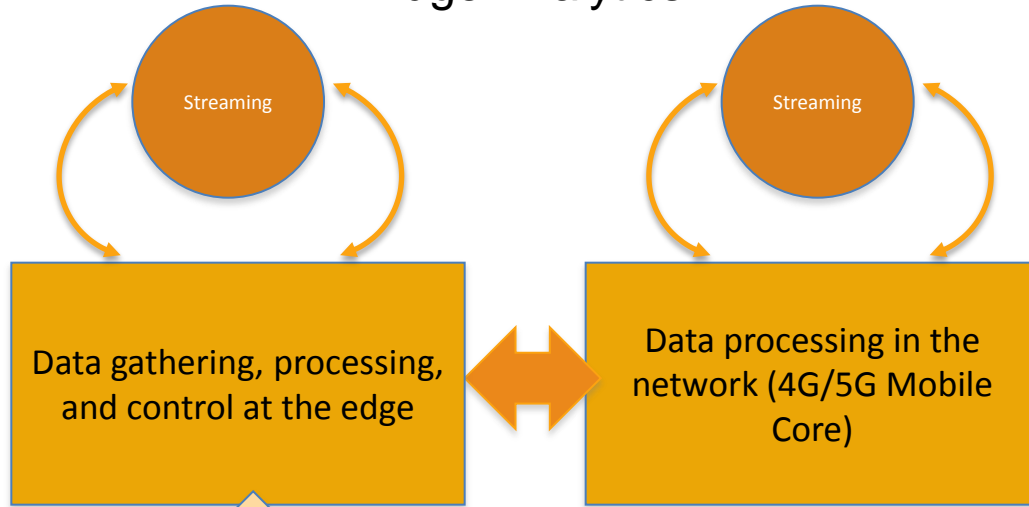 Streaming
Streaming
Data gathering, processing,
and control at the edge
Data processing in the
network (4G/5G Mobile
Core)